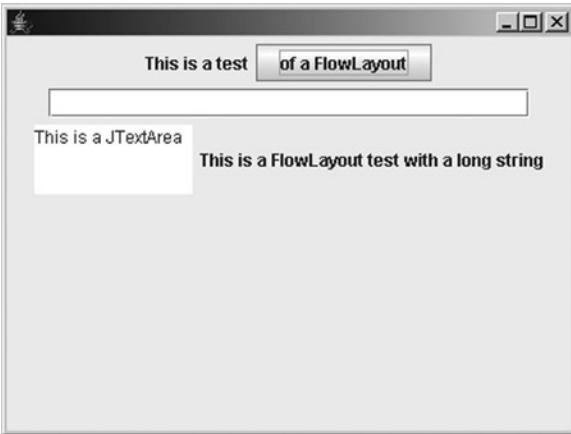 This is a test of a FlowLayout
This is a JTextArea
This is a FlowLayout test with a long string